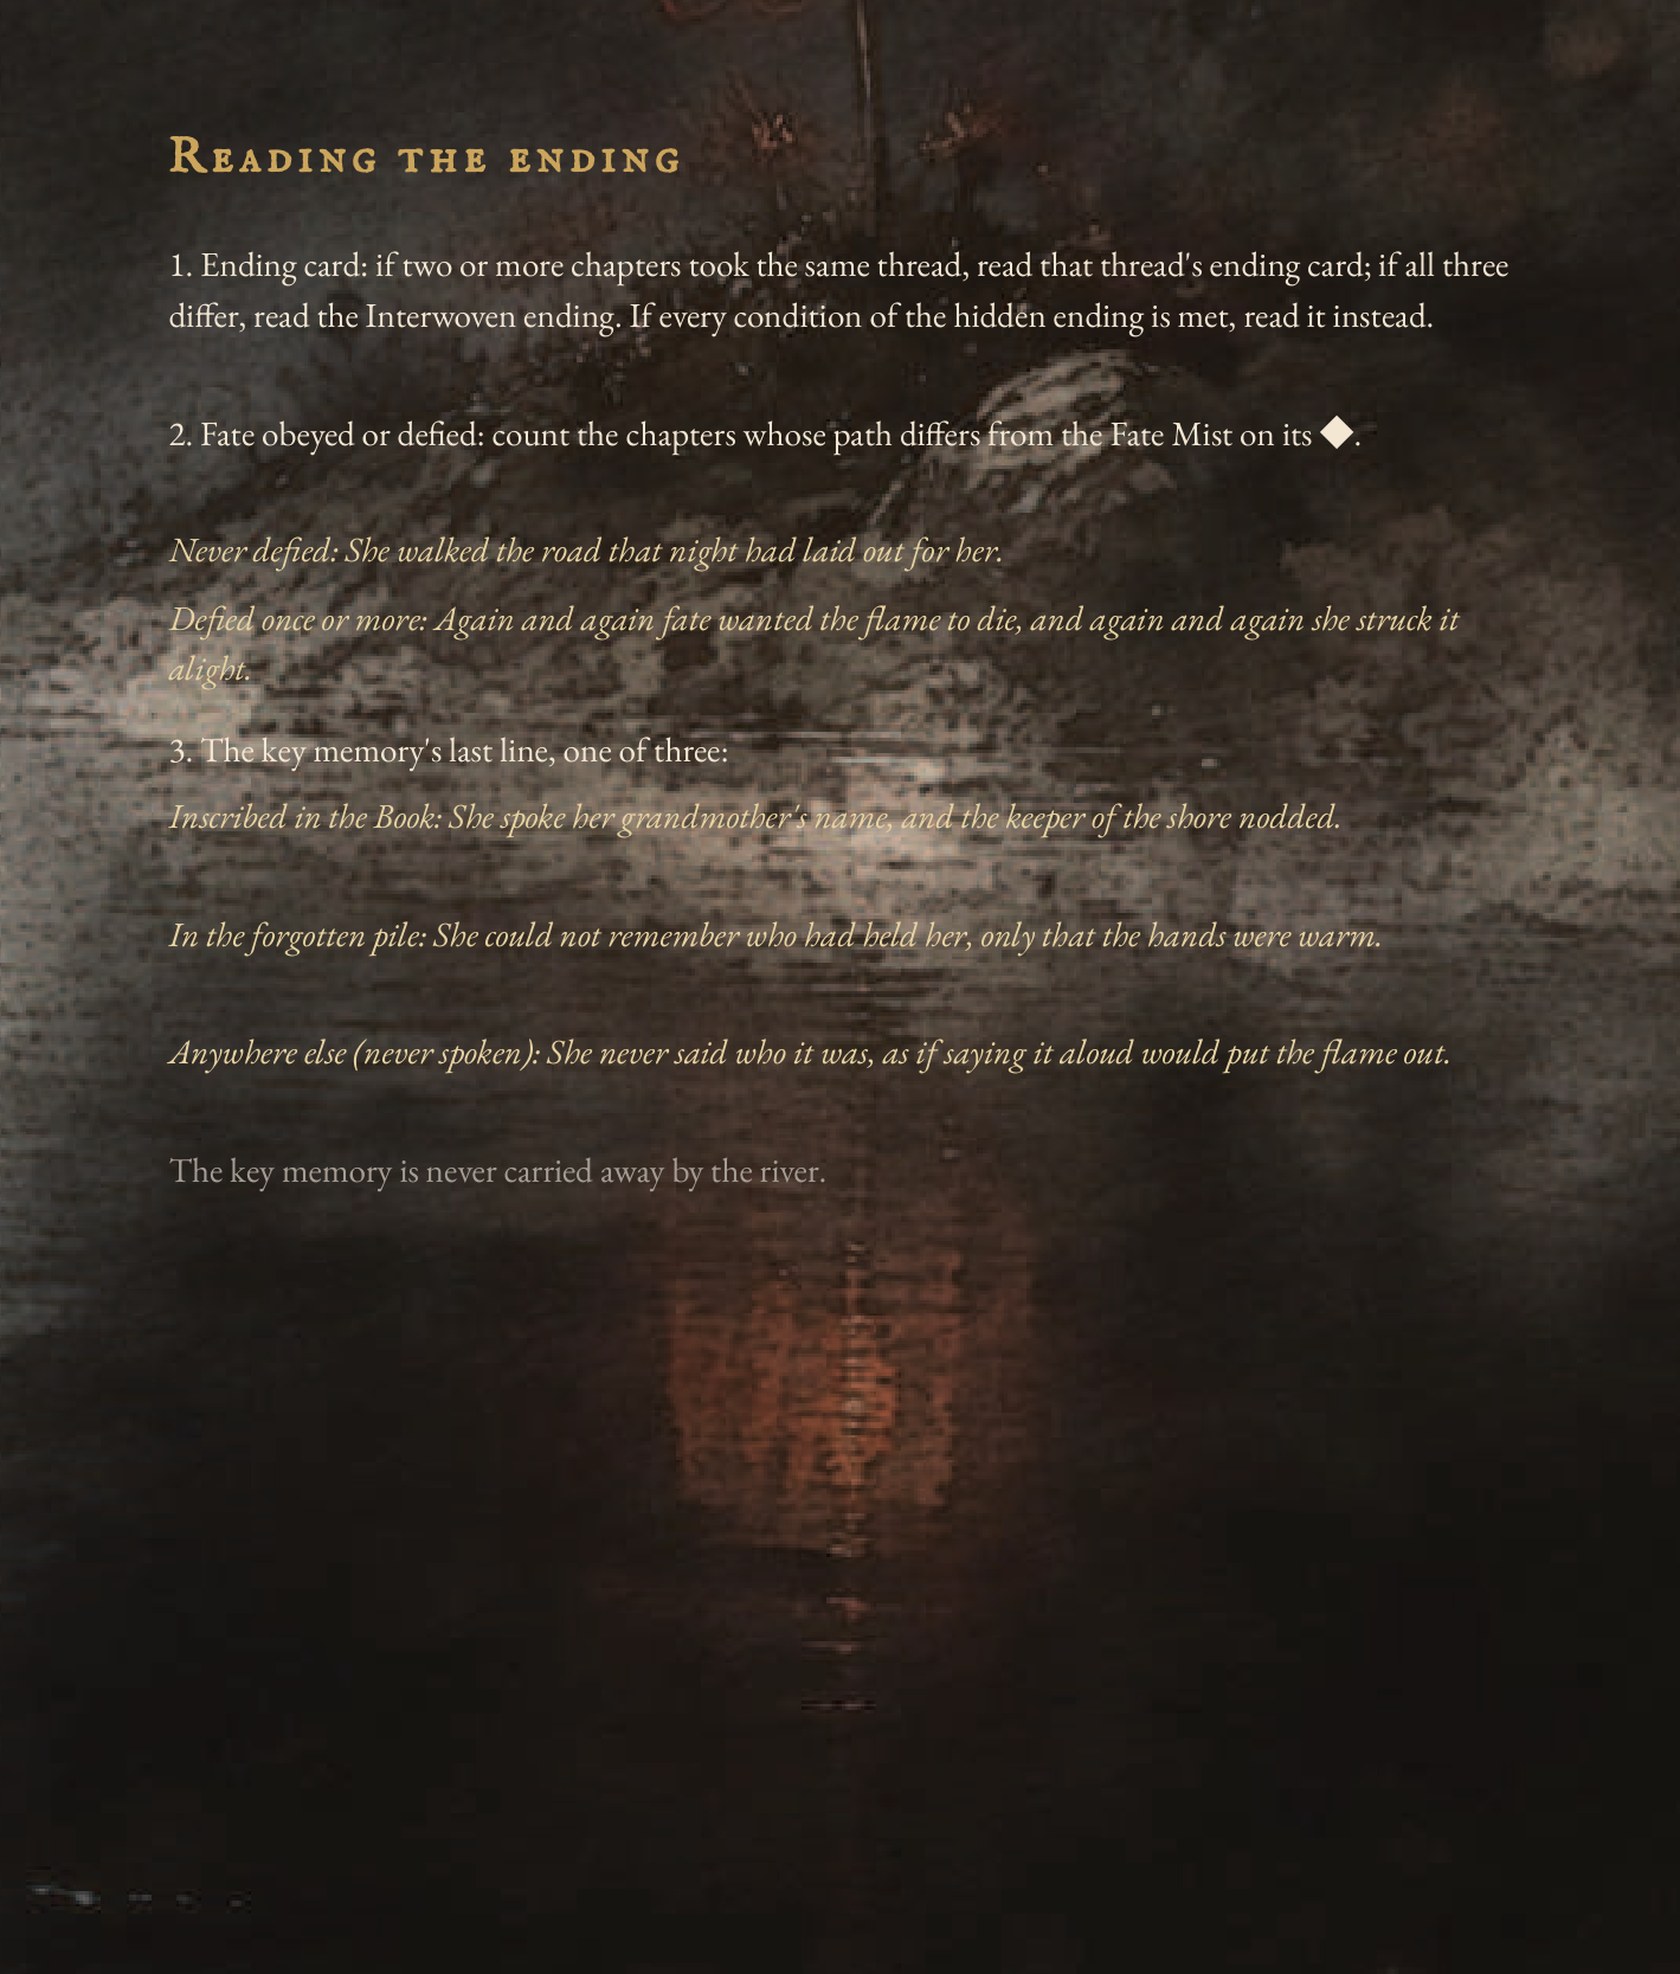 Reading the ending
1. Ending card: if two or more chapters took the same thread, read that thread's ending card; if all three
differ, read the Interwoven ending. If every condition of the hidden ending is met, read it instead.
2. Fate obeyed or defied: count the chapters whose path differs from the Fate Mist on its ◆.
Never defied: She walked the road that night had laid out for her.
Defied once or more: Again and again fate wanted the flame to die, and again and again she struck it
alight.
3. The key memory's last line, one of three:
Inscribed in the Book: She spoke her grandmother's name, and the keeper of the shore nodded.
In the forgotten pile: She could not remember who had held her, only that the hands were warm.
Anywhere else (never spoken): She never said who it was, as if saying it aloud would put the flame out.
The key memory is never carried away by the river.